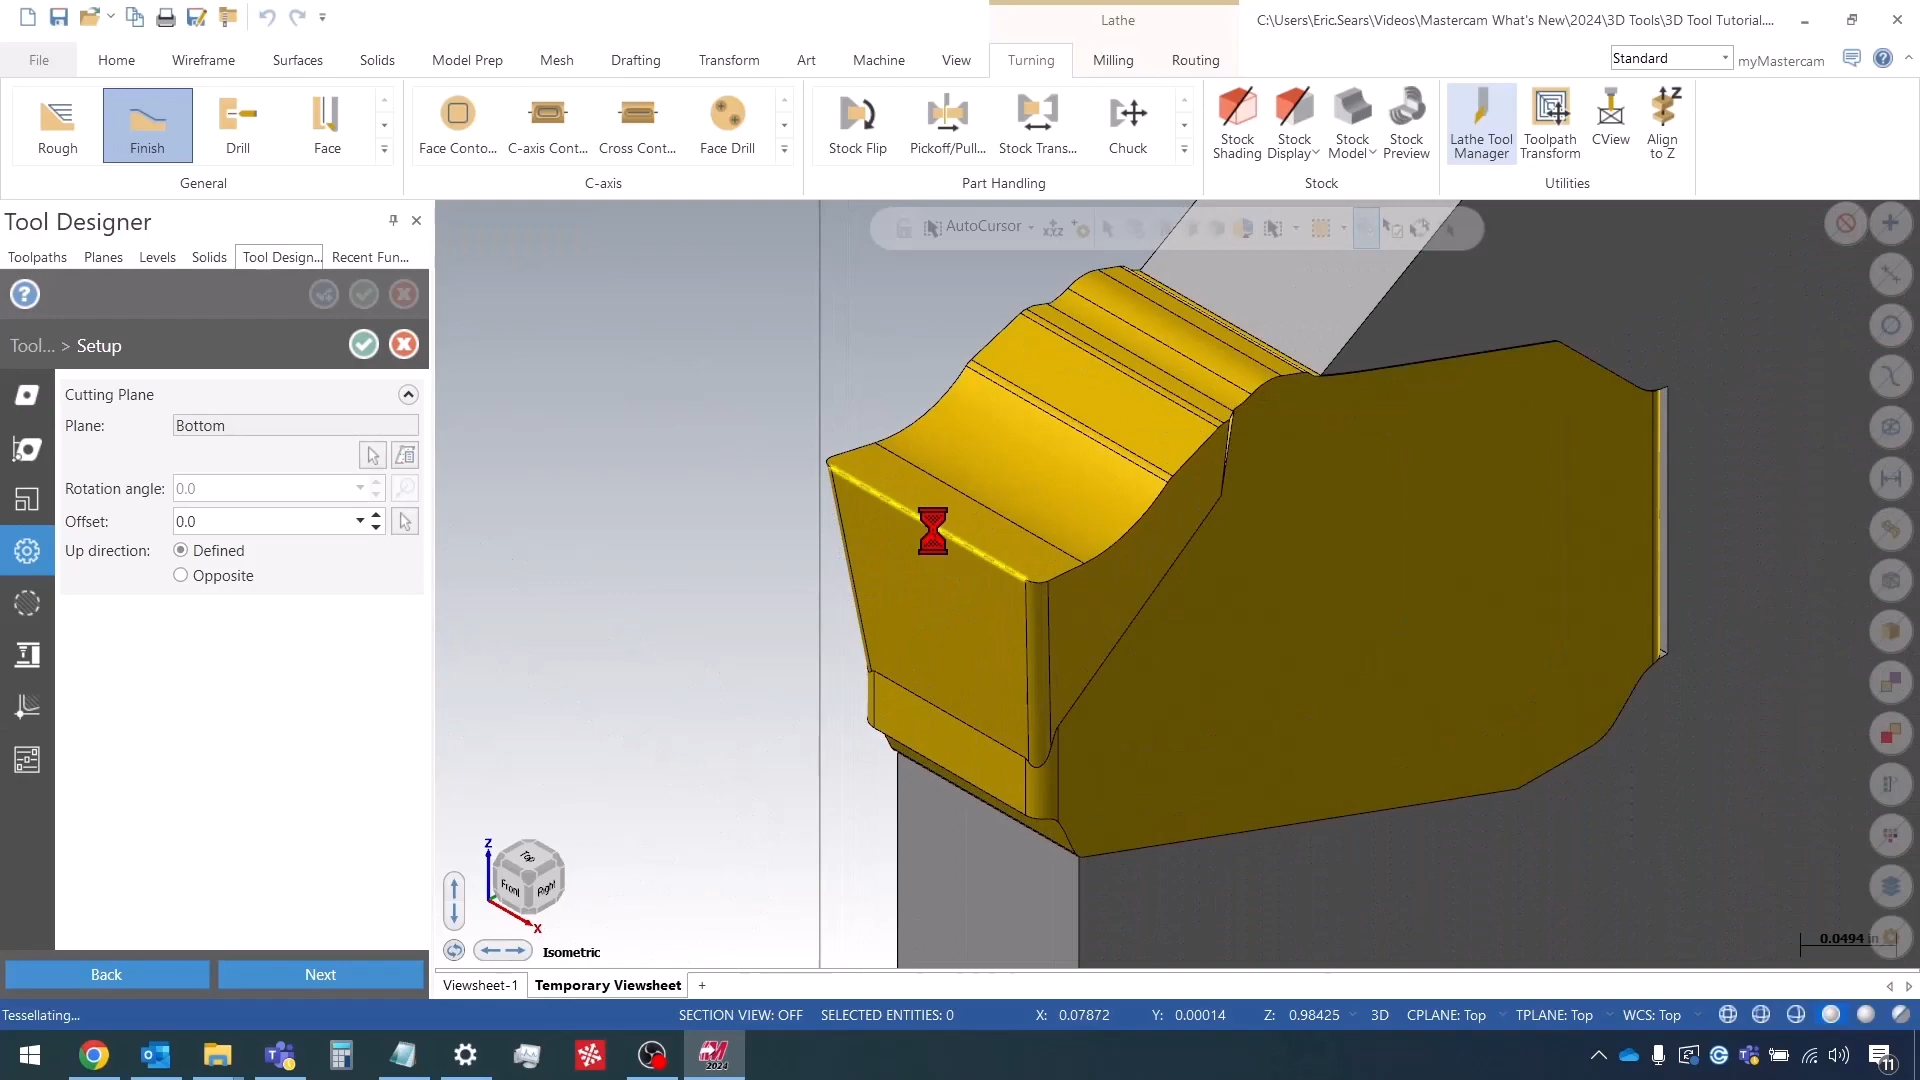 Lathe
C:\Users\Eric.Sears\Videos\Mastercam What's New\2024\3D Tools\3D Tool Tutorial....
File
Home
Wireframe
Surfaces
Solids
Model Prep
Mesh
Drafting
Transform
Art
Machine
View
Turning
Milling
Routing
Standard
myMastercam
Rough
Finish
Drill
Face
Face Conto...
C-axis Cont...
Cross Cont...
Face Drill
Stock Flip
Pickoff/Pull...
Stock Trans...
Chuck
Stock Shading
Stock Display
Stock Model
Stock Preview
Lathe Tool Manager
Toolpath Transform
CView
Align to Z
General
C-axis
Part Handling
Stock
Utilities
Tool Designer
Toolpaths
Planes
Levels
Solids
Tool Design...
Recent Fun...
Tool... > Setup
Cutting Plane
Plane:
Bottom
Rotation angle:
0.0
Offset:
0.0
Up direction:
Defined
Opposite
Back
Next
AutoCursor
Z
Top
Front
Right
X
Isometric
0.0494 in
Viewsheet-1
Temporary Viewsheet
+
Tessellating...
SECTION VIEW: OFF
SELECTED ENTITIES: 0
X: 0.07872
Y: 0.00014
Z: 0.98425
3D
CPLANE: Top
TPLANE: Top
WCS: Top
2024
11